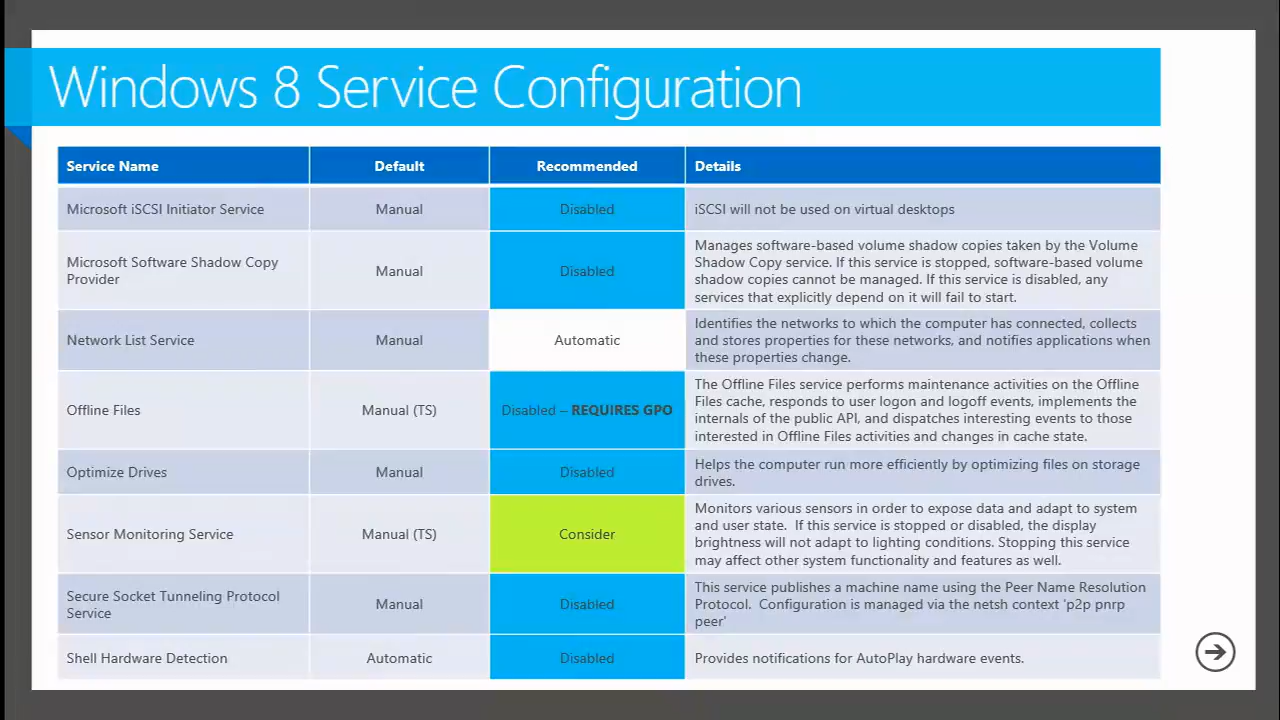 Windows 8 Service Configuration
Service Name Default Recommended Details
Microsoft iSCSI Initiator Service Manual Disabled iSCSI will not be used on virtual desktops
Microsoft Software Shadow Copy
Provider
Manual
Disabled
Manages software-based volume shadow copies taken by the Volume
Shadow Copy service. If this service is stopped, software-based volume
shadow copies cannot be managed. If this service is disabled, any
services that explicitly depend on it will fail to start.
Network List Service
Manual
Automatic
Identifies the networks to which the computer has connected, collects
and stores properties for these networks, and notifies applications when
these properties change.
Offline Files
Manual (TS)
Disabled – REQUIRES GPO
The Offline Files service performs maintenance activities on the Offline
Files cache, responds to user logon and logoff events, implements the
internals of the public API, and dispatches interesting events to those
interested in Offline Files activities and changes in cache state.
Optimize Drives
Manual
Disabled
Helps the computer run more efficiently by optimizing files on storage
drives.
Sensor Monitoring Service
Manual (TS)
Consider
Monitors various sensors in order to expose data and adapt to system
and user state. If this service is stopped or disabled, the display
brightness will not adapt to lighting conditions. Stopping this service
may affect other system functionality and features as well.
Secure Socket Tunneling Protocol
Service
Manual
Disabled
This service publishes a machine name using the Peer Name Resolution
Protocol. Configuration is managed via the netsh context ‘p2p pnrp
peer’
Shell Hardware Detection Automatic Disabled Provides notifications for AutoPlay hardware events.